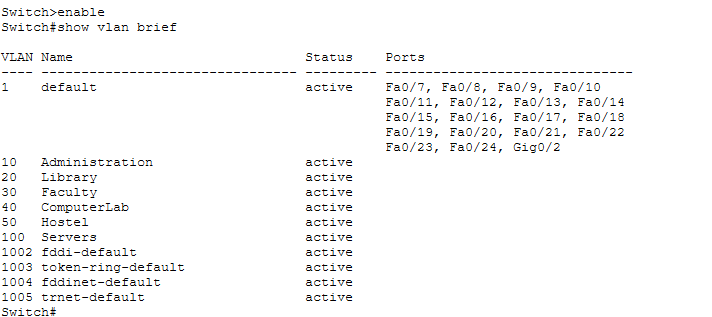 Switch>enable
Switch#show vlan brief
VLAN Name                             Status    Ports
---- -------------------------------- --------- -------------------------------
1    default                          active    Fa0/7, Fa0/8, Fa0/9, Fa0/10
                                                Fa0/11, Fa0/12, Fa0/13, Fa0/14
                                                Fa0/15, Fa0/16, Fa0/17, Fa0/18
                                                Fa0/19, Fa0/20, Fa0/21, Fa0/22
                                                Fa0/23, Fa0/24, Gig0/2
10   Administration                   active
20   Library                          active
30   Faculty                          active
40   ComputerLab                      active
50   Hostel                           active
100  Servers                          active
1002 fddi-default                     active
1003 token-ring-default               active
1004 fddinet-default                  active
1005 trnet-default                    active
Switch#